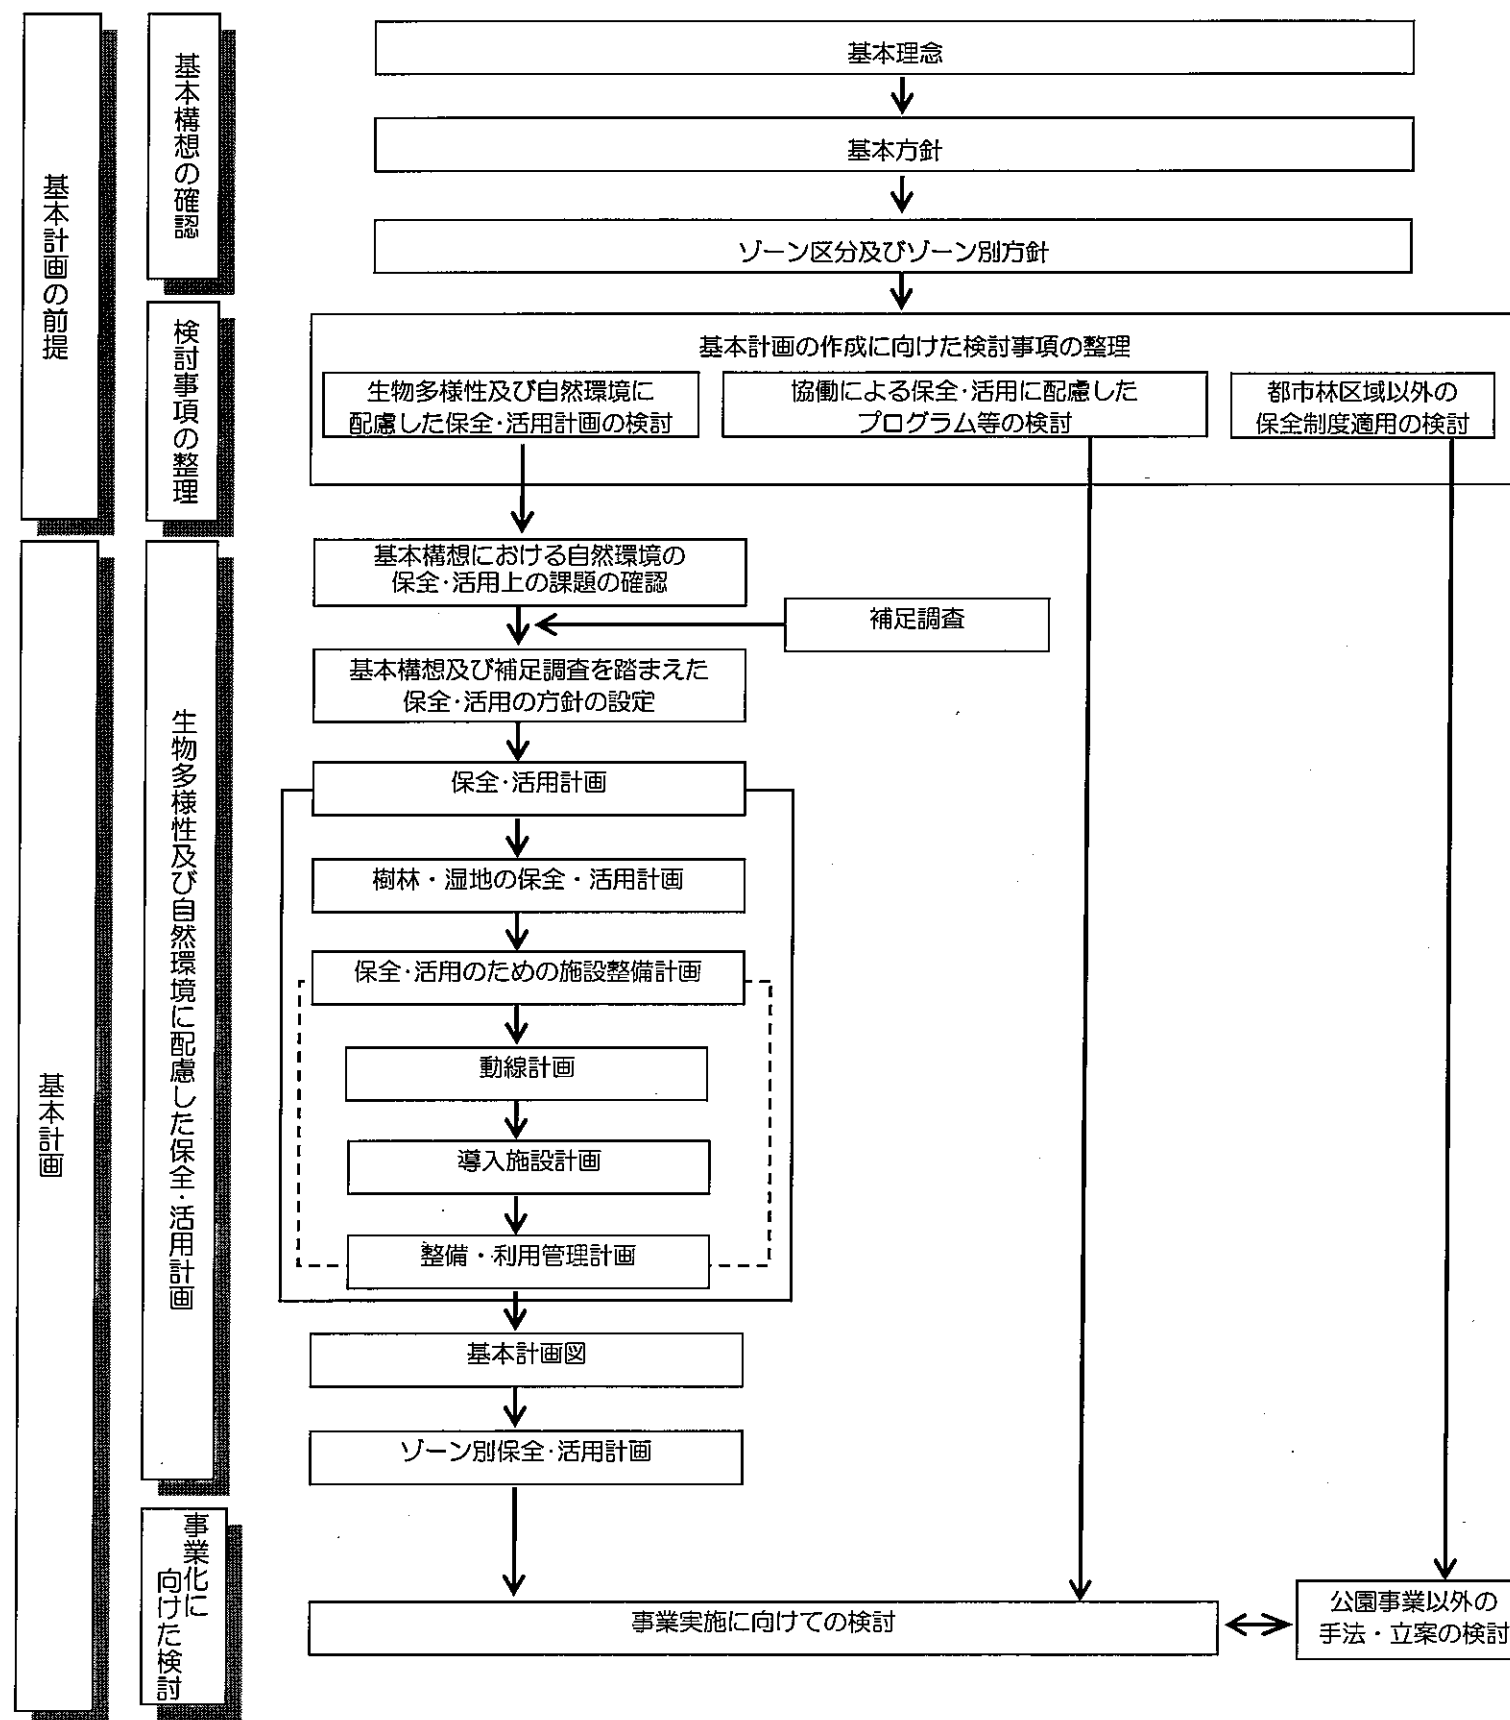 基本計画の前提
基本構想の確認
基本理念
基本方針
ゾーン区分及びゾーン別方針
検討事項の整理
基本計画の作成に向けた検討事項の整理
生物多様性及び自然環境に
配慮した保全・活用計画の検討
協働による保全・活用に配慮した
プログラム等の検討
都市林区域以外の
保全制度適用の検討
基本計画
生物多様性及び自然環境に配慮した保全・活用計画
基本構想における自然環境の
保全・活用上の課題の確認
補足調査
基本構想及び補足調査を踏まえた
保全・活用の方針の設定
保全・活用計画
樹林・湿地の保全・活用計画
保全・活用のための施設整備計画
動線計画
導入施設計画
整備・利用管理計画
基本計画図
ゾーン別保全・活用計画
事業化に
向けた検討
事業実施に向けての検討
公園事業以外の
手法・立案の検討